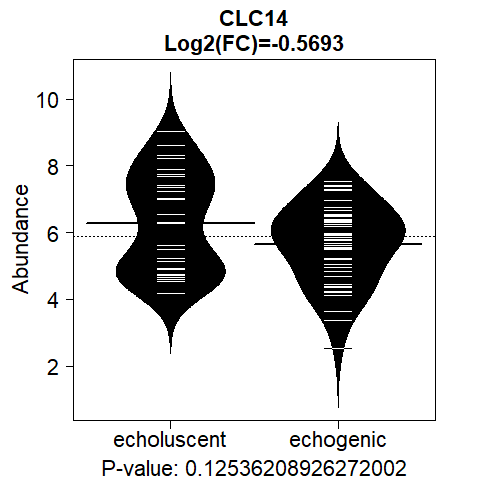 CLC14
Log2(FC)=-0.5693
Abundance
10
8
6
4
2
echoluscent echogenic
P-value: 0.12536208926272002